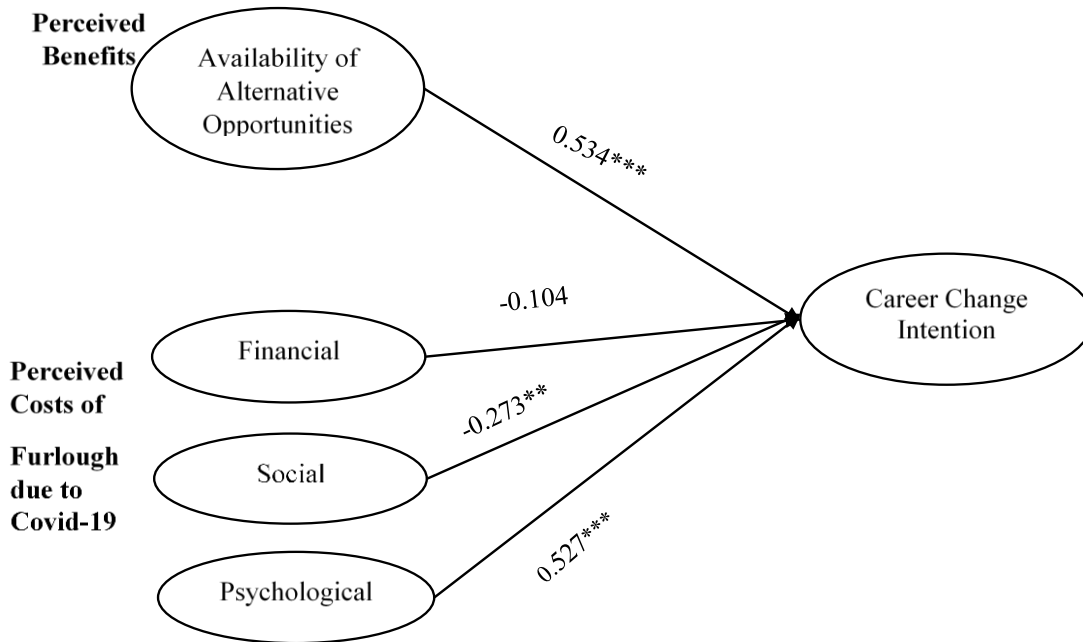 Perceived
Benefits
Availability of
Alternative
Opportunities
0.534***
-0.104
Career Change
Intention
Financial
Perceived
Costs of
-0.273**
Furlough
due to
Covid-19
Social
0.527***
Psychological